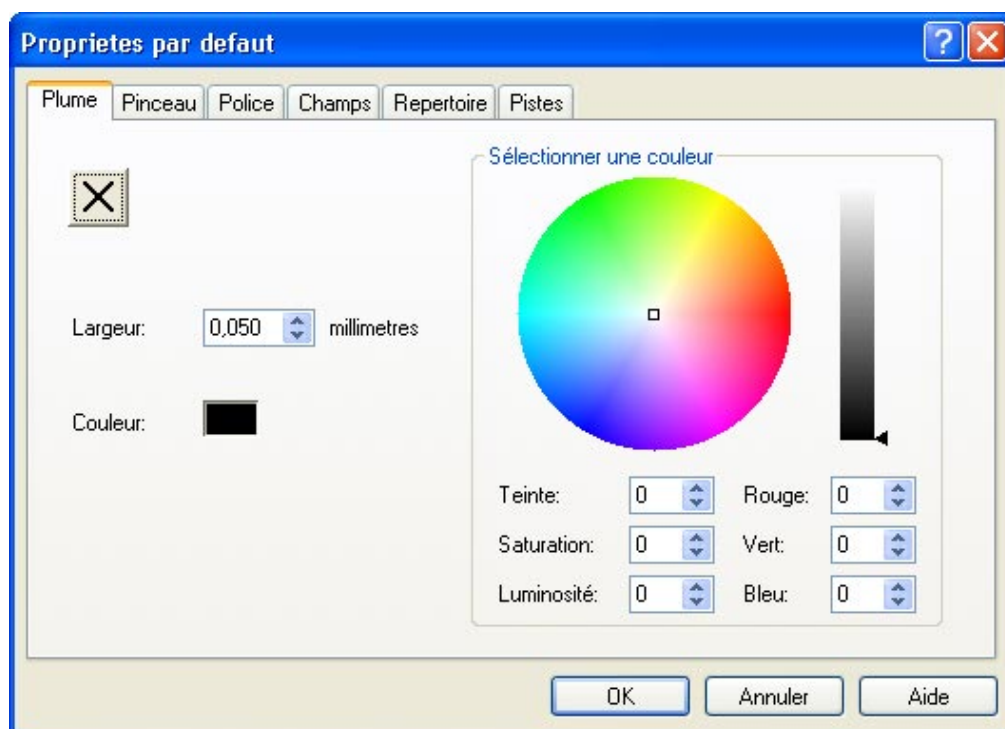 Proprietes par defaut
Plume Pinceau Police Champs Repertoire Pistes
Sélectionner une couleur
Largeur: 0,050 millimetres
Couleur:
Teinte: 0 Rouge: 0
Saturation: 0 Vert: 0
Luminosité: 0 Bleu: 0
OK Annuler Aide